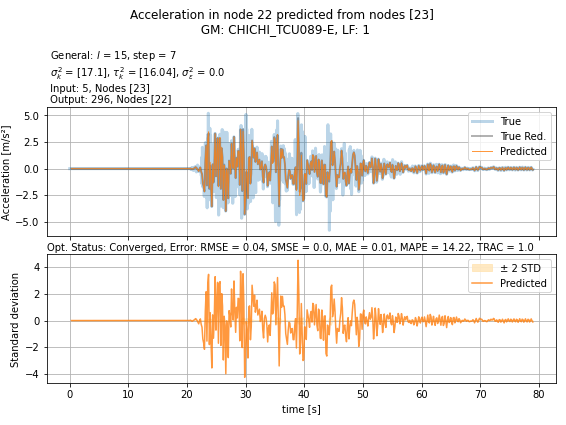 Acceleration in node 22 predicted from nodes [23]
GM: CHICHI_TCU089-E, LF: 1
General: l = 15, step = 7
σ²ₖ = [17.1], τ²ₖ = [16.04], σ²ε = 0.0
Input: 5, Nodes [23]
Output: 296, Nodes [22]
Acceleration [m/s²]
5.0
2.5
0.0
−2.5
−5.0
True
True Red.
Predicted
Opt. Status: Converged, Error: RMSE = 0.04, SMSE = 0.0, MAE = 0.01, MAPE = 14.22, TRAC = 1.0
Standard deviation
4
2
0
−2
−4
± 2 STD
Predicted
0 10 20 30 40 50 60 70 80
time [s]